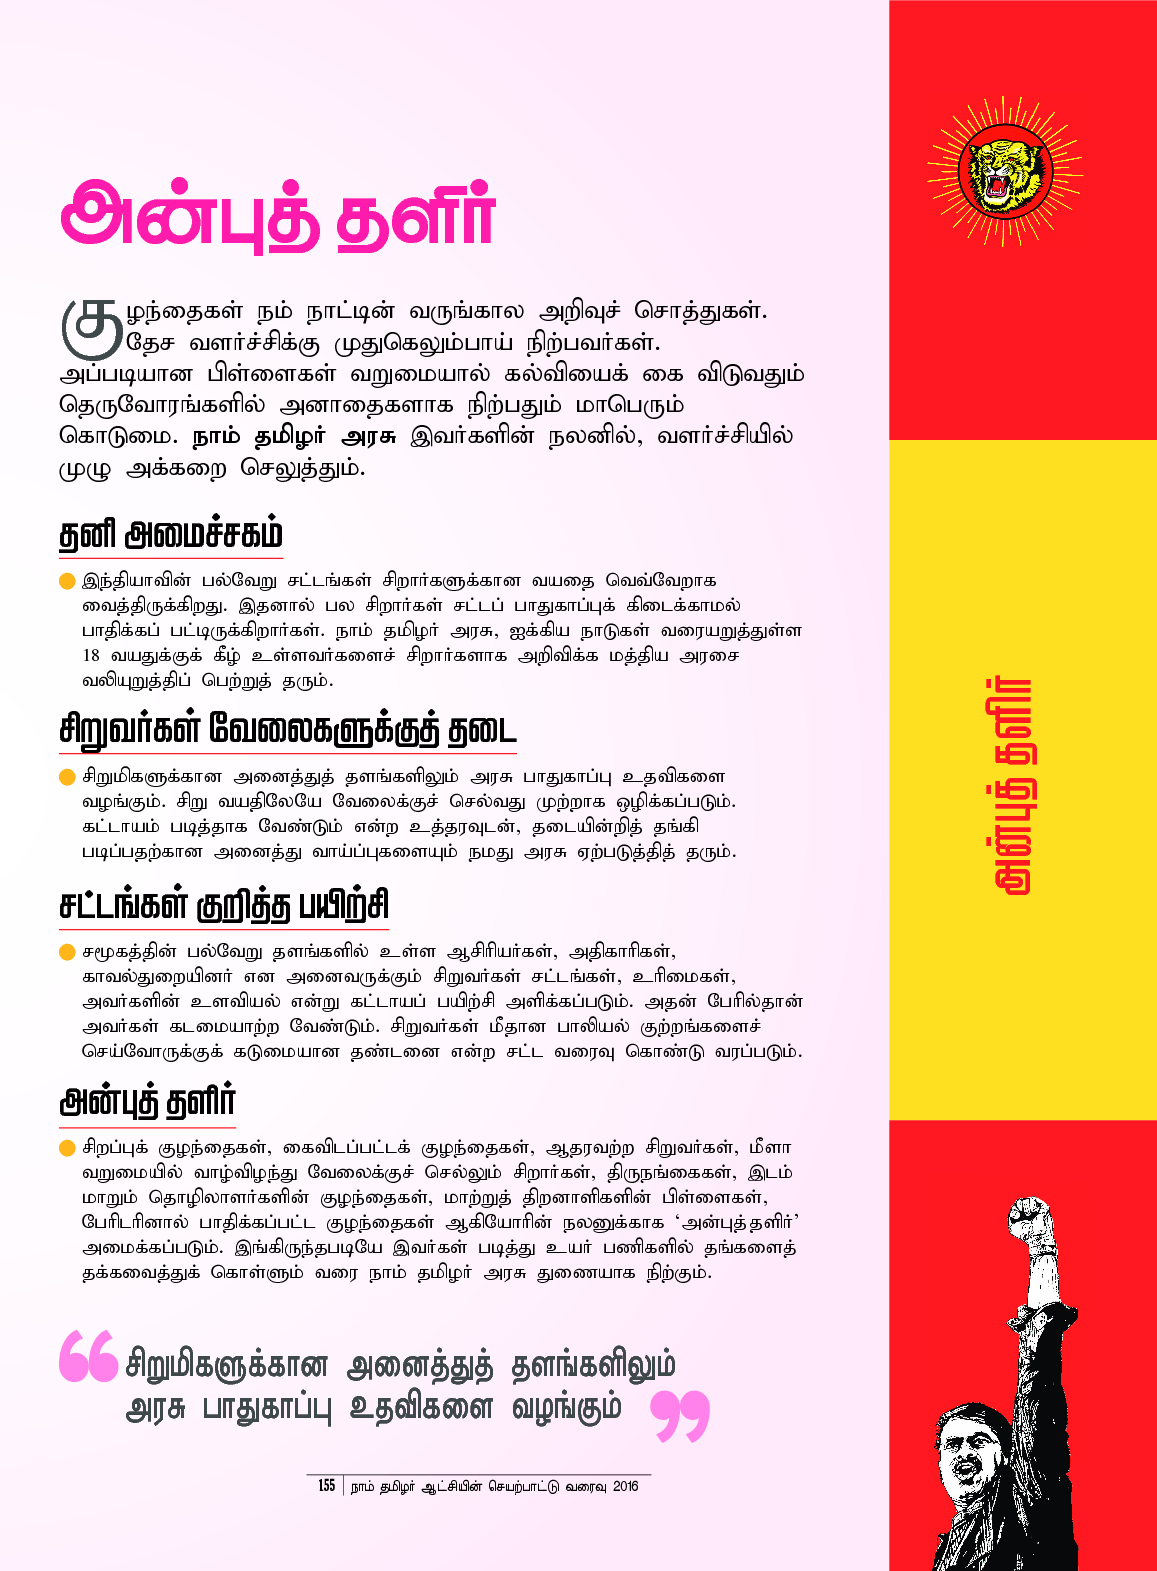 அன்புத் தளிர்
குழந்தைகள் நம் நாட்டின் வருங்கால அறிவுச் சொத்துகள்.
தேச வளர்ச்சிக்கு முதுகெலும்பாய் நிற்பவர்கள்.
அப்படியான பிள்ளைகள் வறுமையால் கல்வியைக் கை விடுவதும்
தெருவோரங்களில் அனாதைகளாக நிற்பதும் மாபெரும்
கொடுமை. நாம் தமிழர் அரசு இவர்களின் நலனில், வளர்ச்சியில்
முழு அக்கறை செலுத்தும்.
தனி அமைச்சகம்
இந்தியாவின் பல்வேறு சட்டங்கள் சிறார்களுக்கான வயதை வெவ்வேறாக
வைத்திருக்கிறது. இதனால் பல சிறார்கள் சட்டப் பாதுகாப்புக் கிடைக்காமல்
பாதிக்கப் பட்டிருக்கிறார்கள். நாம் தமிழர் அரசு, ஐக்கிய நாடுகள் வரையறுத்துள்ள
18 வயதுக்குக் கீழ் உள்ளவர்களைச் சிறார்களாக அறிவிக்க மத்திய அரசை
வலியுறுத்திப் பெற்றுத் தரும்.
சிறுவர்கள் வேலைகளுக்குத் தடை
சிறுமிகளுக்கான அனைத்துத் தளங்களிலும் அரசு பாதுகாப்பு உதவிகளை
வழங்கும். சிறு வயதிலேயே வேலைக்குச் செல்வது முற்றாக ஒழிக்கப்படும்.
கட்டாயம் படித்தாக வேண்டும் என்ற உத்தரவுடன், தடையின்றித் தங்கி
படிப்பதற்கான அனைத்து வாய்ப்புகளையும் நமது அரசு ஏற்படுத்தித் தரும்.
சட்டங்கள் குறித்த பயிற்சி
சமூகத்தின் பல்வேறு தளங்களில் உள்ள ஆசிரியர்கள், அதிகாரிகள்,
காவல்துறையினர் என அனைவருக்கும் சிறுவர்கள் சட்டங்கள், உரிமைகள்,
அவர்களின் உளவியல் என்று கட்டாயப் பயிற்சி அளிக்கப்படும். அதன் பேரில்தான்
அவர்கள் கடமையாற்ற வேண்டும். சிறுவர்கள் மீதான பாலியல் குற்றங்களைச்
செய்வோருக்குக் கடுமையான தண்டனை என்ற சட்ட வரைவு கொண்டு வரப்படும்.
அன்புத் தளிர்
சிறப்புக் குழந்தைகள், கைவிடப்பட்டக் குழந்தைகள், ஆதரவற்ற சிறுவர்கள், மீளா
வறுமையில் வாழ்விழந்து வேலைக்குச் செல்லும் சிறார்கள், திருநங்கைகள், இடம்
மாறும் தொழிலாளர்களின் குழந்தைகள், மாற்றுத் திறனாளிகளின் பிள்ளைகள்,
பேரிடரினால் பாதிக்கப்பட்ட குழந்தைகள் ஆகியோரின் நலனுக்காக ‘அன்புத்தளிர்’
அமைக்கப்படும். இங்கிருந்தபடியே இவர்கள் படித்து உயர் பணிகளில் தங்களைத்
தக்கவைத்துக் கொள்ளும் வரை நாம் தமிழர் அரசு துணையாக நிற்கும்.
“சிறுமிகளுக்கான அனைத்துத் தளங்களிலும்
அரசு பாதுகாப்பு உதவிகளை வழங்கும்”
155 நாம் தமிழர் ஆட்சியின் செயற்பாட்டு வரைவு 2016
அன்புத் தளிர்